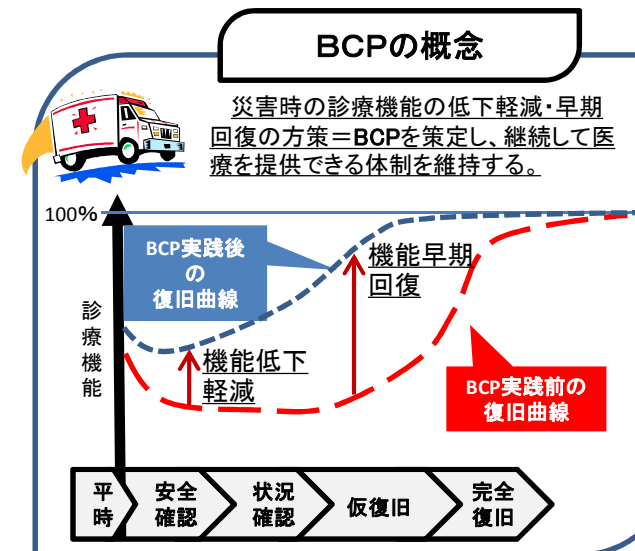 BCPの概念
災害時の診療機能の低下軽減・早期
回復の方策＝BCPを策定し、継続して医
療を提供できる体制を維持する。
100%
BCP実践後
の
復旧曲線
機能早期
回復
診療機能
機能低下
軽減
BCP実践前の
復旧曲線
平時
安全
確認
状況
確認
仮復旧
完全
復旧